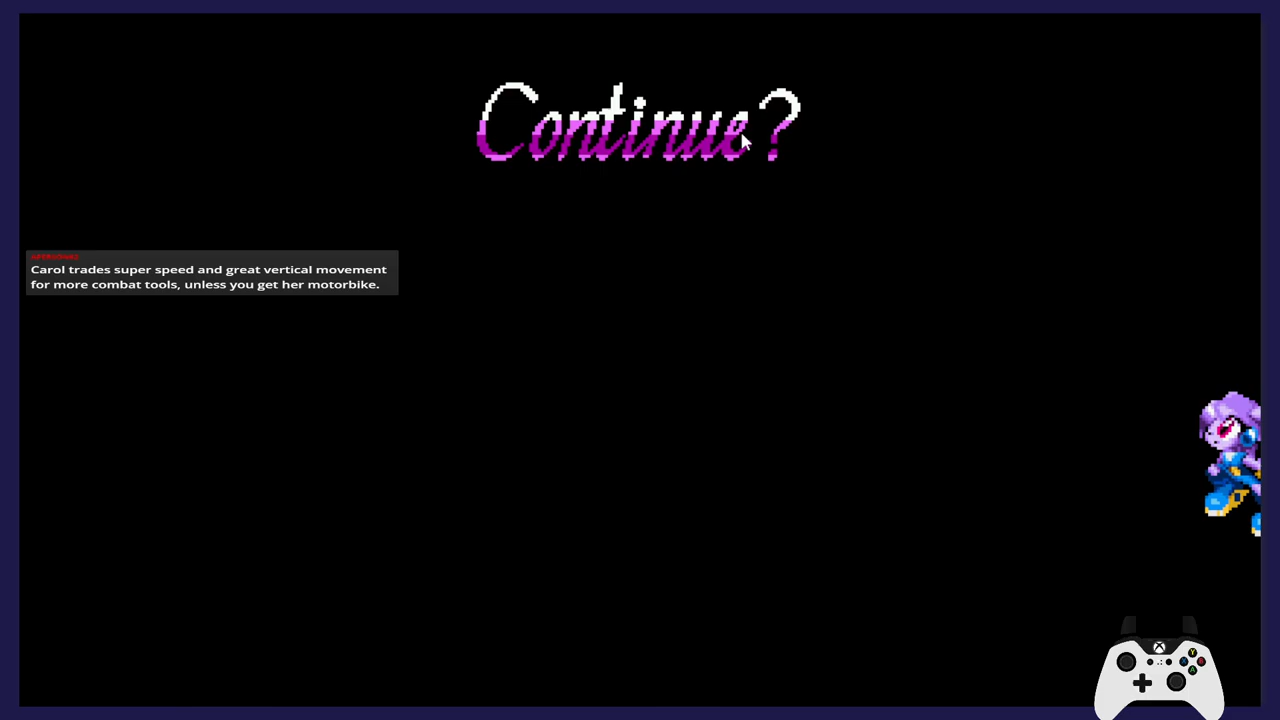 Continue?
Carol trades super speed and great vertical movement
for more combat tools, unless you get her motorbike.